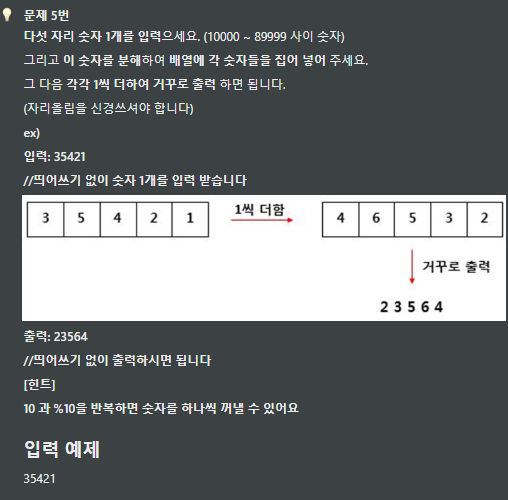 문제 5번
다섯 자리 숫자 1개를 입력으세요. (10000 ~ 89999 사이 숫자)
그리고 이 숫자를 분해하여 배열에 각 숫자들을 집어 넣어 주세요.
그 다음 각각 1씩 더하여 거꾸로 출력 하면 됩니다.
(자리올림을 신경쓰셔야 합니다)
ex)
입력: 35421
//띄어쓰기 없이 숫자 1개를 입력 받습니다
3 5 4 2 1 1씩 더함 4 6 5 3 2
거꾸로 출력
2 3 5 6 4
출력: 23564
//띄어쓰기 없이 출력하시면 됩니다
[힌트]
10 과 %10을 반복하면 숫자를 하나씩 꺼낼 수 있어요
입력 예제
35421